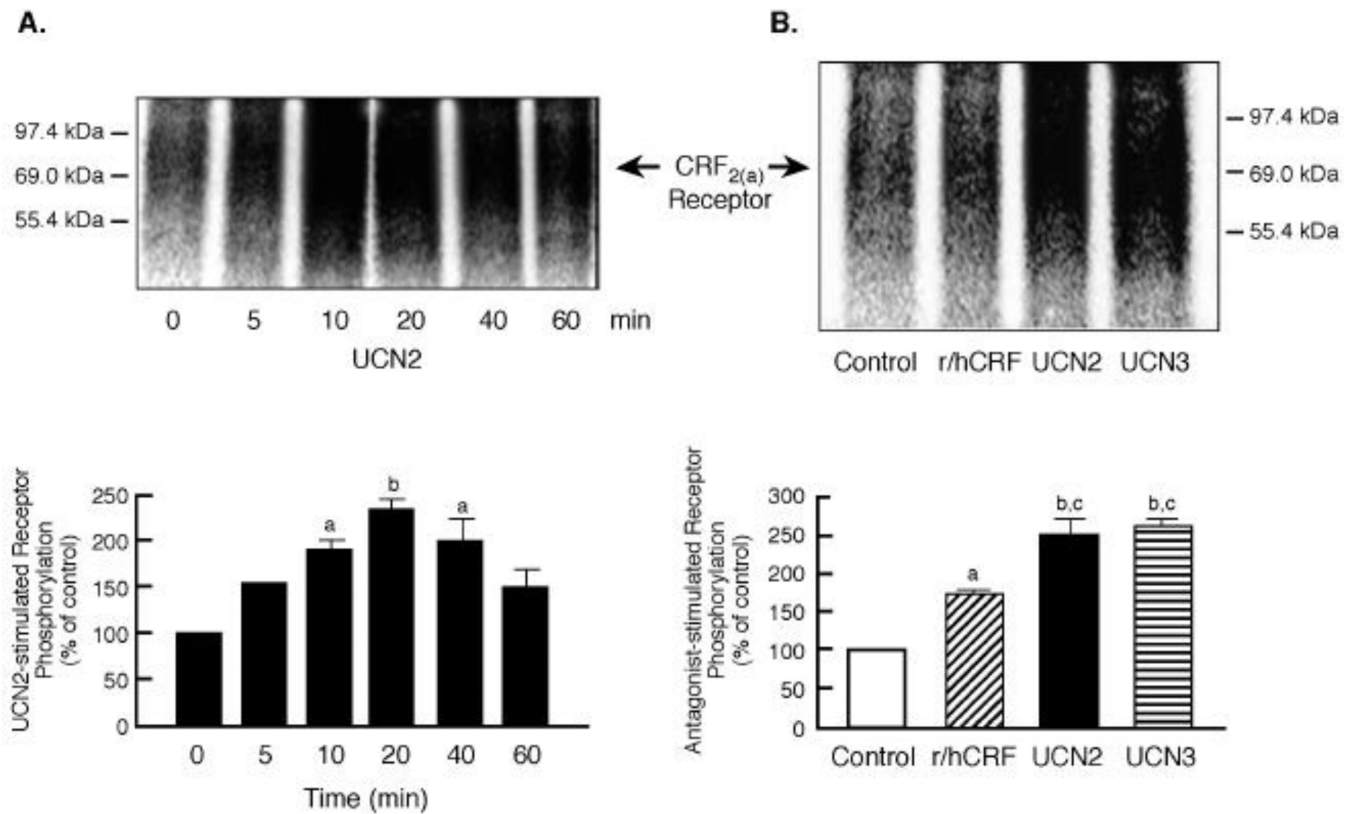 A.
97.4 kDa
69.0 kDa
55.4 kDa
0 5 10 20 40 60 min
UCN2
CRF2(a)
Receptor
B.
97.4 kDa
69.0 kDa
55.4 kDa
Control r/hCRF UCN2 UCN3
UCN2-stimulated Receptor
Phosphorylation
(% of control)
250
200
150
100
50
0
a
b
a
0 5 10 20 40 60
Time (min)
Antagonist-stimulated Receptor
Phosphorylation
(% of control)
300
250
200
150
100
50
0
a
b,c
b,c
Control r/hCRF UCN2 UCN3